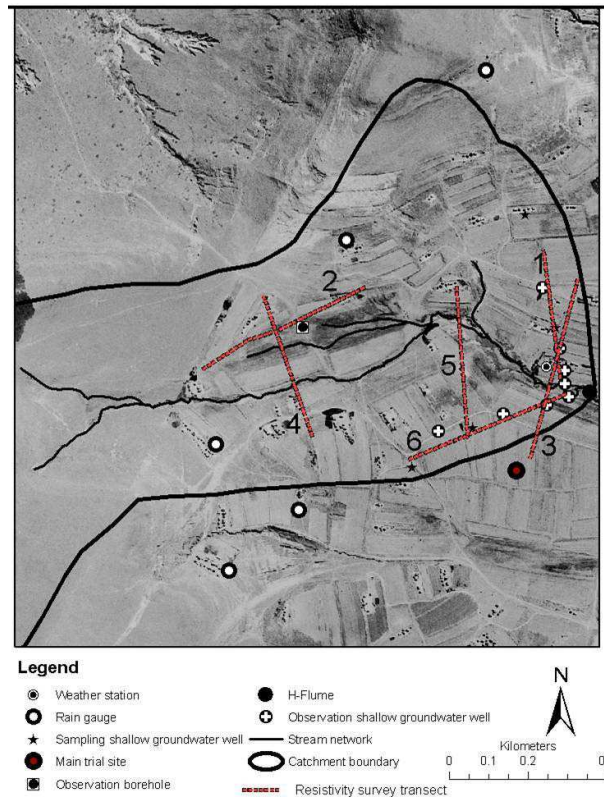 1
2
5
4
6
3
Legend
Weather station
Rain gauge
Sampling shallow groundwater well
Main trial site
Observation borehole
H-Flume
Observation shallow groundwater well
Stream network
Catchment boundary
Resistivity survey transect
N
Kilometers
0 0.1 0.2